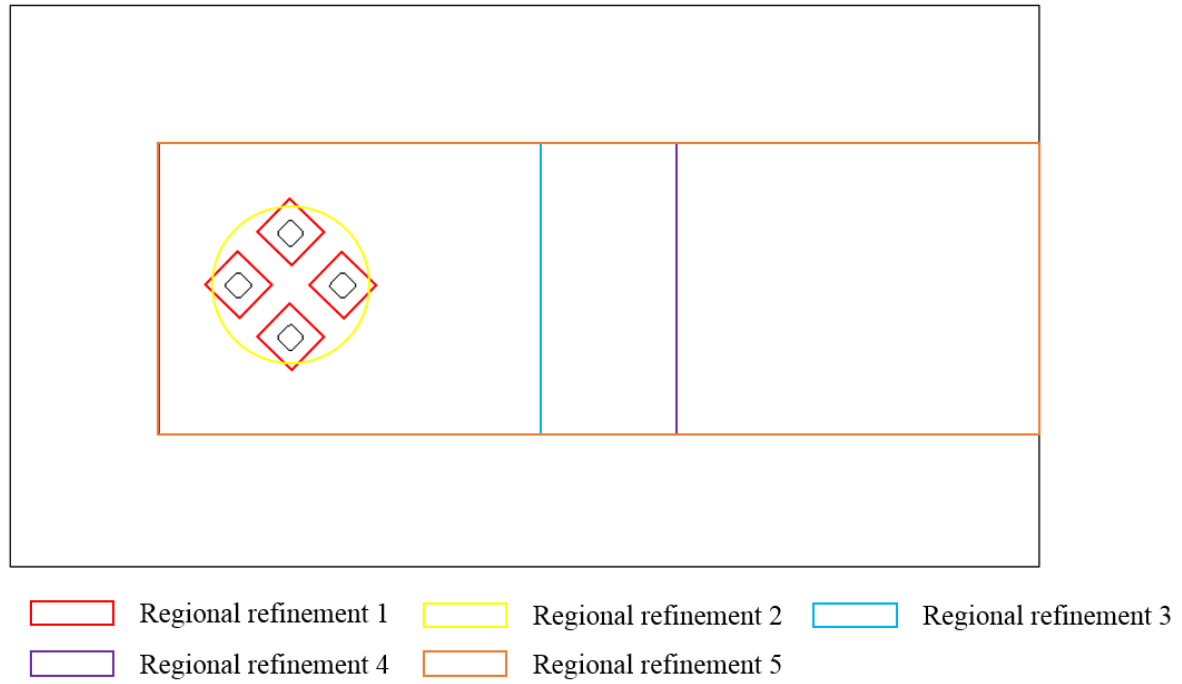 Regional refinement 1
Regional refinement 2
Regional refinement 3
Regional refinement 4
Regional refinement 5